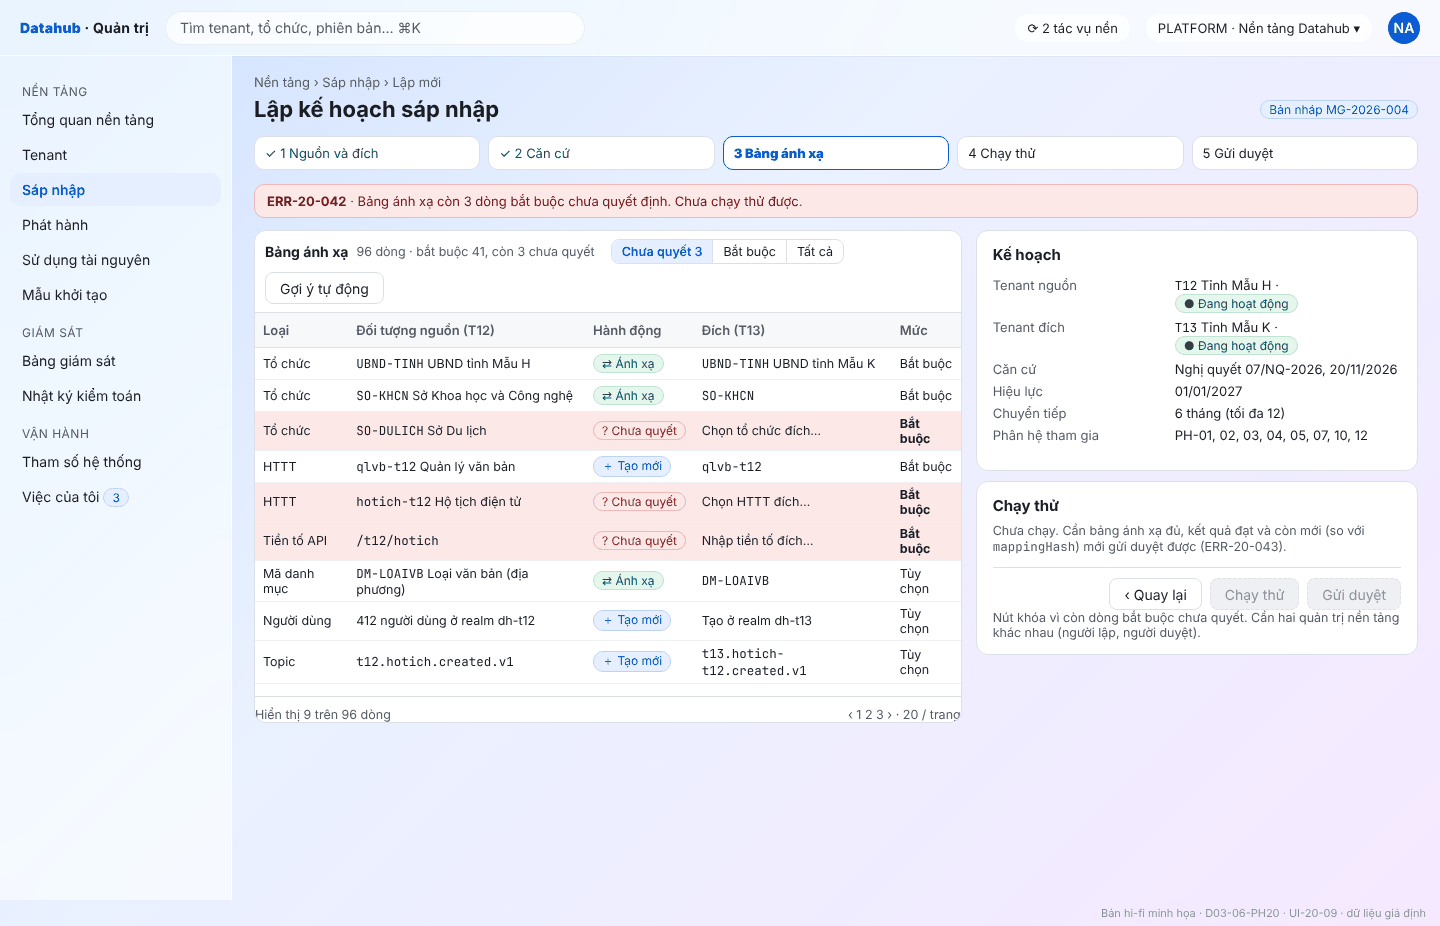 Datahub · Quản trị
Tìm tenant, tổ chức, phiên bản... ⌘K
⟳ 2 tác vụ nền
PLATFORM · Nền tảng Datahub ▾
NA
NỀN TẢNG
Tổng quan nền tảng
Tenant
Sáp nhập
Phát hành
Sử dụng tài nguyên
Mẫu khởi tạo
GIÁM SÁT
Bảng giám sát
Nhật ký kiểm toán
VẬN HÀNH
Tham số hệ thống
Việc của tôi 3
Nền tảng › Sáp nhập › Lập mới
Lập kế hoạch sáp nhập
Bản nháp MG-2026-004
✓ 1 Nguồn và đích
✓ 2 Căn cứ
3 Bảng ánh xạ
4 Chạy thử
5 Gửi duyệt
ERR-20-042 · Bảng ánh xạ còn 3 dòng bắt buộc chưa quyết định. Chưa chạy thử được.
Bảng ánh xạ 96 dòng · bắt buộc 41, còn 3 chưa quyết
Chưa quyết 3
Bắt buộc
Tất cả
Gợi ý tự động
Loại
Đối tượng nguồn (T12)
Hành động
Đích (T13)
Mức
Tổ chức
UBND-TINH UBND tỉnh Mẫu H
⇄ Ánh xạ
UBND-TINH UBND tỉnh Mẫu K
Bắt buộc
Tổ chức
SO-KHCN Sở Khoa học và Công nghệ
⇄ Ánh xạ
SO-KHCN
Bắt buộc
Tổ chức
SO-DULICH Sở Du lịch
? Chưa quyết
Chọn tổ chức đích...
Bắt
buộc
HTTT
qlvb-t12 Quản lý văn bản
＋ Tạo mới
qlvb-t12
Bắt buộc
HTTT
hotich-t12 Hộ tịch điện tử
? Chưa quyết
Chọn HTTT đích...
Bắt
buộc
Tiền tố API
/t12/hotich
? Chưa quyết
Nhập tiền tố đích...
Bắt
buộc
Mã danh
mục
DM-LOAIVB Loại văn bản (địa
phương)
⇄ Ánh xạ
DM-LOAIVB
Tùy
chọn
Người dùng
412 người dùng ở realm dh-t12
＋ Tạo mới
Tạo ở realm dh-t13
Tùy
chọn
Topic
t12.hotich.created.v1
＋ Tạo mới
t13.hotich-
t12.created.v1
Tùy
chọn
Hiển thị 9 trên 96 dòng
‹ 1 2 3 › · 20 / trang
Kế hoạch
Tenant nguồn
T12 Tỉnh Mẫu H ·
● Đang hoạt động
Tenant đích
T13 Tỉnh Mẫu K ·
● Đang hoạt động
Căn cứ
Nghị quyết 07/NQ-2026, 20/11/2026
Hiệu lực
01/01/2027
Chuyển tiếp
6 tháng (tối đa 12)
Phân hệ tham gia
PH-01, 02, 03, 04, 05, 07, 10, 12
Chạy thử
Chưa chạy. Cần bảng ánh xạ đủ, kết quả đạt và còn mới (so với
mappingHash) mới gửi duyệt được (ERR-20-043).
‹ Quay lại
Chạy thử
Gửi duyệt
Nút khóa vì còn dòng bắt buộc chưa quyết. Cần hai quản trị nền tảng
khác nhau (người lập, người duyệt).
Bản hi-fi minh họa · D03-06-PH20 · UI-20-09 · dữ liệu giả định